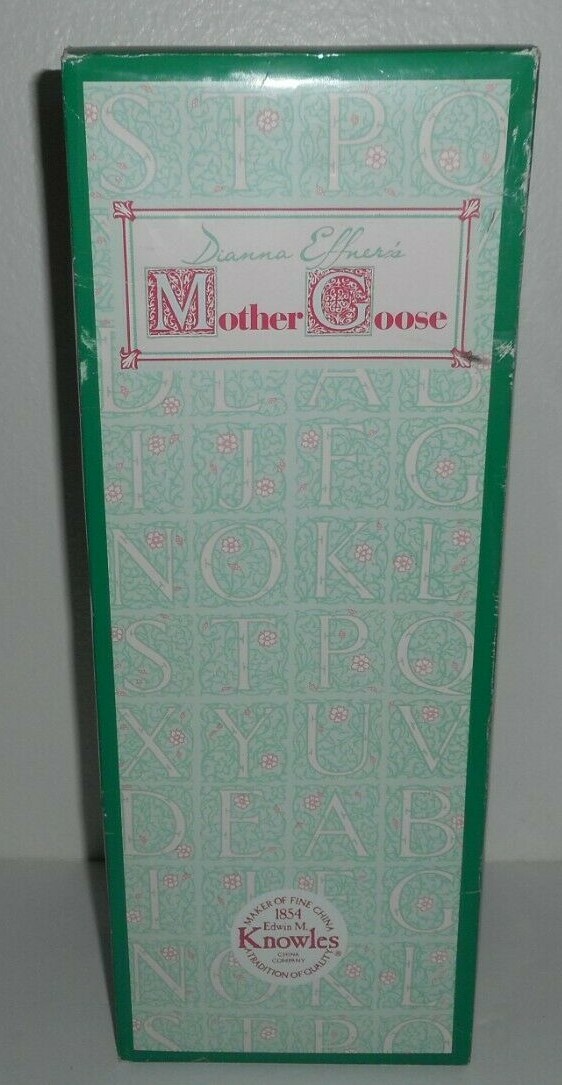 S T P Q
Dianna Effner's
Mother Goose
D E A B
I J F G
N O K L
S T P Q
X Y U V
D E A B
I J F G
MAKER OF FINE CHINA
1854
Edwin M.
Knowles®
CHINA
COMPANY
A TRADITION OF QUALITY
N O K L
S T P Q